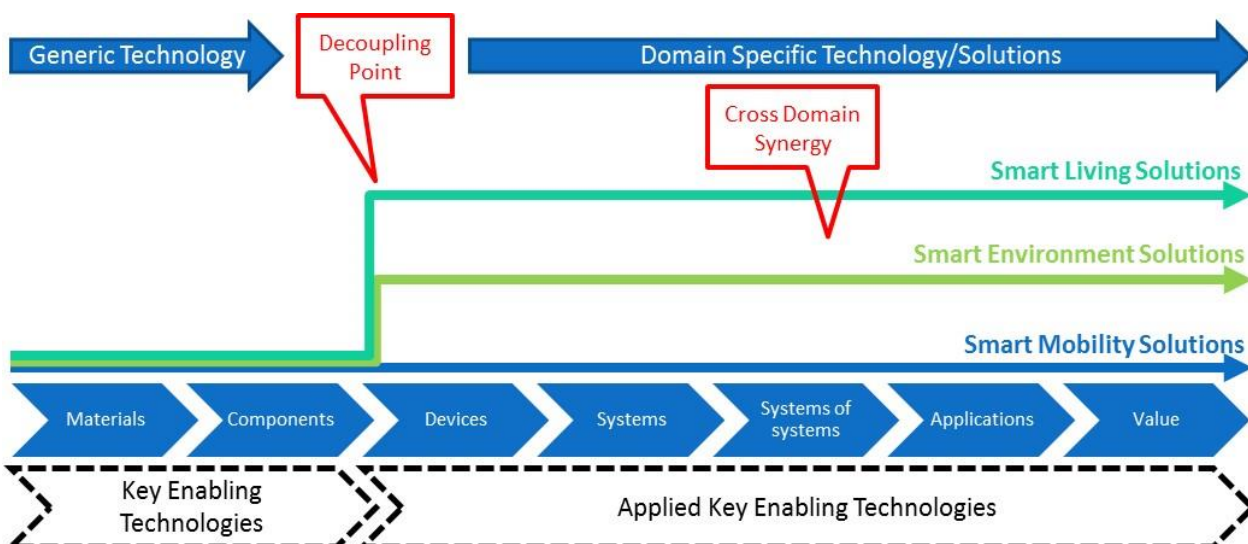 Generic Technology
Decoupling
Point
Domain Specific Technology/Solutions
Cross Domain
Synergy
Smart Living Solutions
Smart Environment Solutions
Smart Mobility Solutions
Materials
Components
Devices
Systems
Systems of
systems
Applications
Value
Key Enabling
Technologies
Applied Key Enabling Technologies